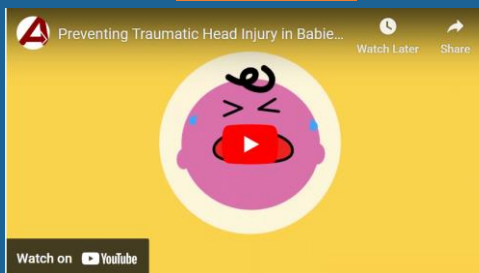 Preventing Traumatic Head Injury in Babie...
Watch Later
Share
Watch on YouTube